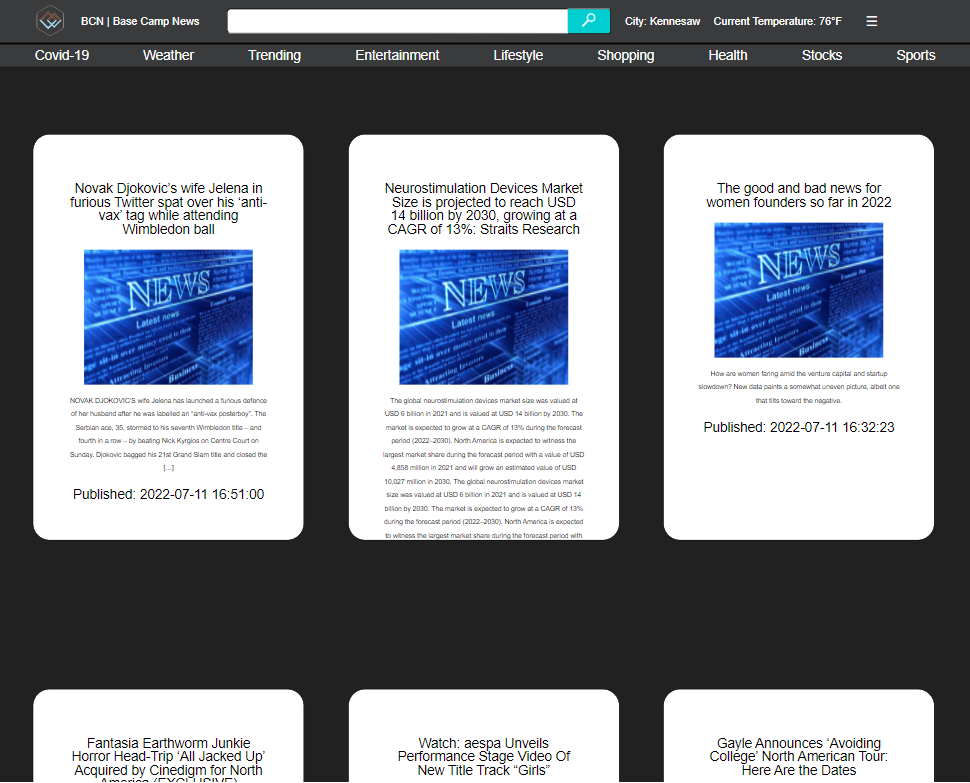 BCN | Base Camp News
City: Kennesaw Current Temperature: 76°F ☰
Covid-19 Weather Trending Entertainment Lifestyle Shopping Health Stocks Sports
Novak Djokovic’s wife Jelena in
furious Twitter spat over his ‘anti-
vax’ tag while attending
Wimbledon ball
NEWS
Latest news
Business
NOVAK DJOKOVIC’S wife Jelena has launched a furious defence
of her husband after he was labelled an “anti-vax posterboy”. The
Serbian ace, 35, stormed to his seventh Wimbledon title – and
fourth in a row – by beating Nick Kyrgios on Centre Court on
Sunday. Djokovic bagged his 21st Grand Slam title and closed the
[…]
Published: 2022-07-11 16:51:00
Neurostimulation Devices Market
Size is projected to reach USD
14 billion by 2030, growing at a
CAGR of 13%: Straits Research
NEWS
Latest news
Business
The global neurostimulation devices market size was valued at
USD 6 billion in 2021 and is valued at USD 14 billion by 2030. The
market is expected to grow at a CAGR of 13% during the forecast
period (2022–2030). North America is expected to witness the
largest market share during the forecast period with a value of USD
4,858 million in 2021 and will grow an estimated value of USD
10,027 million in 2030. The global neurostimulation devices market
size was valued at USD 6 billion in 2021 and is valued at USD 14
billion by 2030. The market is expected to grow at a CAGR of 13%
during the forecast period (2022–2030). North America is expected
to witness the largest market share during the forecast period with
The good and bad news for
women founders so far in 2022
NEWS
Latest news
Business
How are women faring amid the venture capital and startup
slowdown? New data paints a somewhat uneven picture, albeit one
that tilts toward the negative.
Published: 2022-07-11 16:32:23
Fantasia Earthworm Junkie
Horror Head-Trip ‘All Jacked Up’
Acquired by Cinedigm for North
America (EXCLUSIVE)
Watch: aespa Unveils
Performance Stage Video Of
New Title Track “Girls”
Gayle Announces ‘Avoiding
College’ North American Tour:
Here Are the Dates